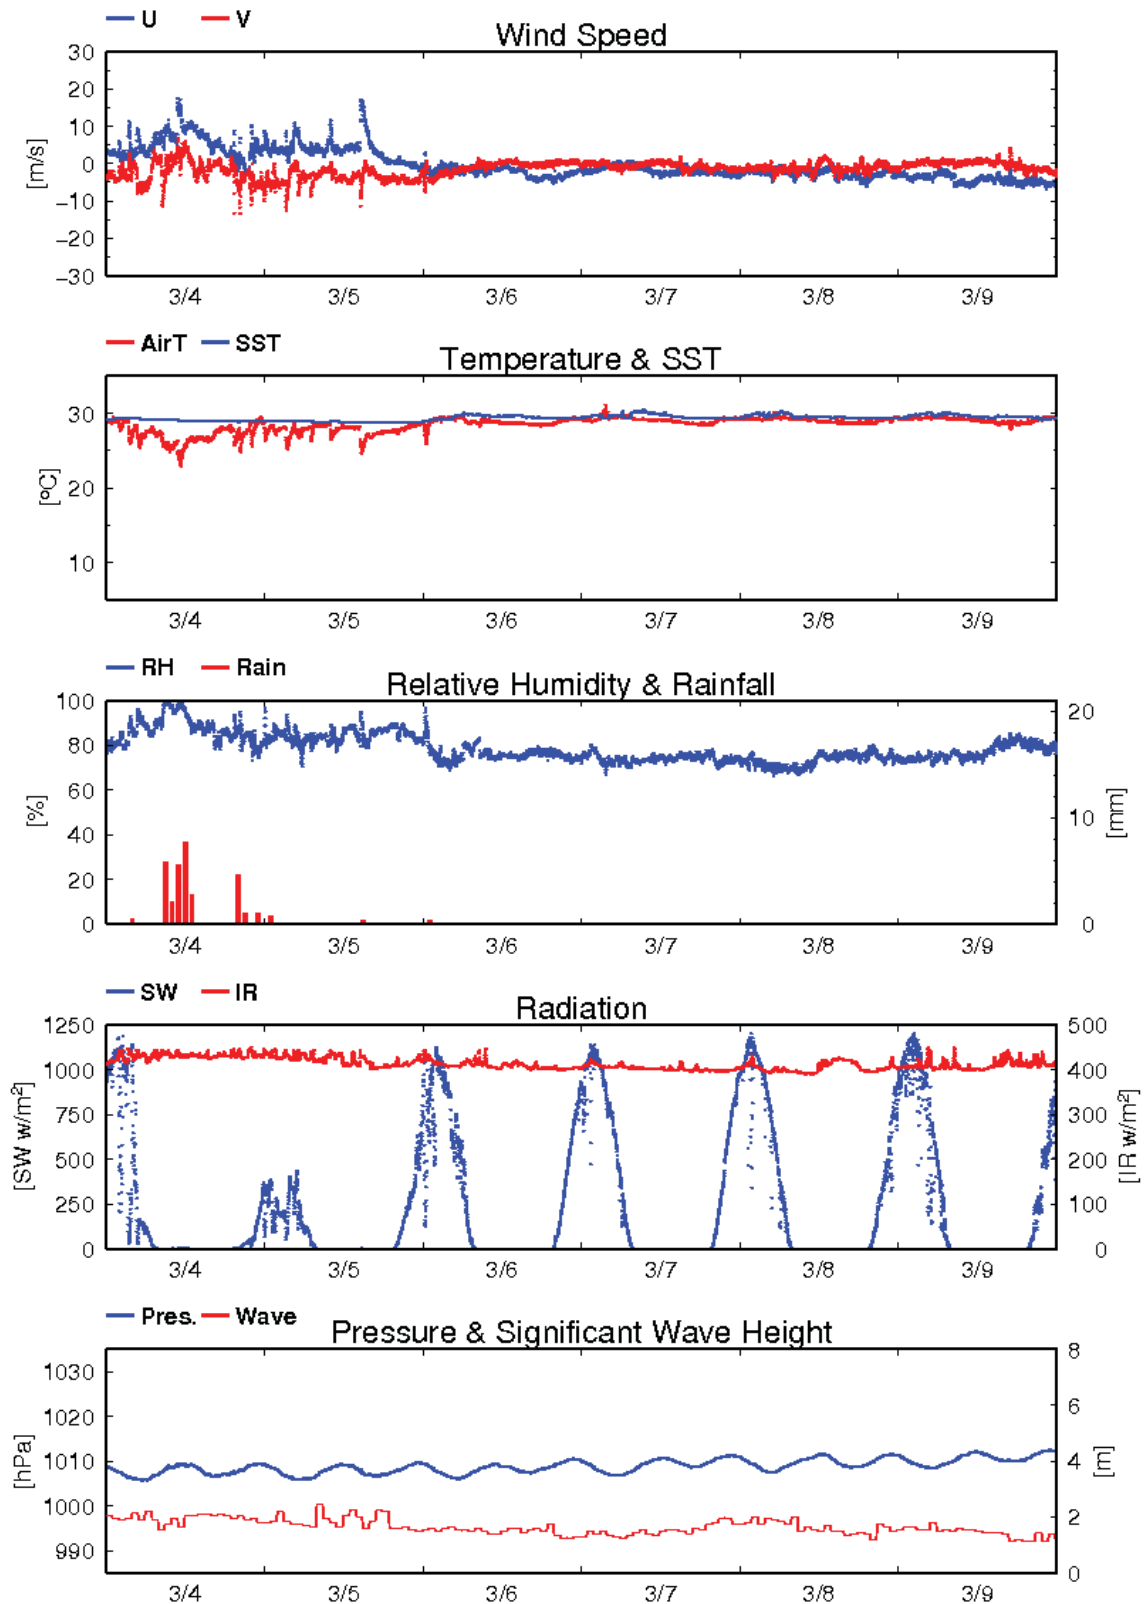 U V
Wind Speed
30
20
10
0
−10
−20
−30
[m/s]
3/4 3/5 3/6 3/7 3/8 3/9
AirT SST
Temperature & SST
30
20
10
[ºC]
3/4 3/5 3/6 3/7 3/8 3/9
RH Rain
Relative Humidity & Rainfall
100
80
60
40
20
0
[%]
20
10
0
[mm]
3/4 3/5 3/6 3/7 3/8 3/9
SW IR
Radiation
1250
1000
750
500
250
0
[SW w/m²]
500
400
300
200
100
0
[IR w/m²]
3/4 3/5 3/6 3/7 3/8 3/9
Pres. Wave
Pressure & Significant Wave Height
1030
1020
1010
1000
990
[hPa]
8
6
4
2
0
[m]
3/4 3/5 3/6 3/7 3/8 3/9